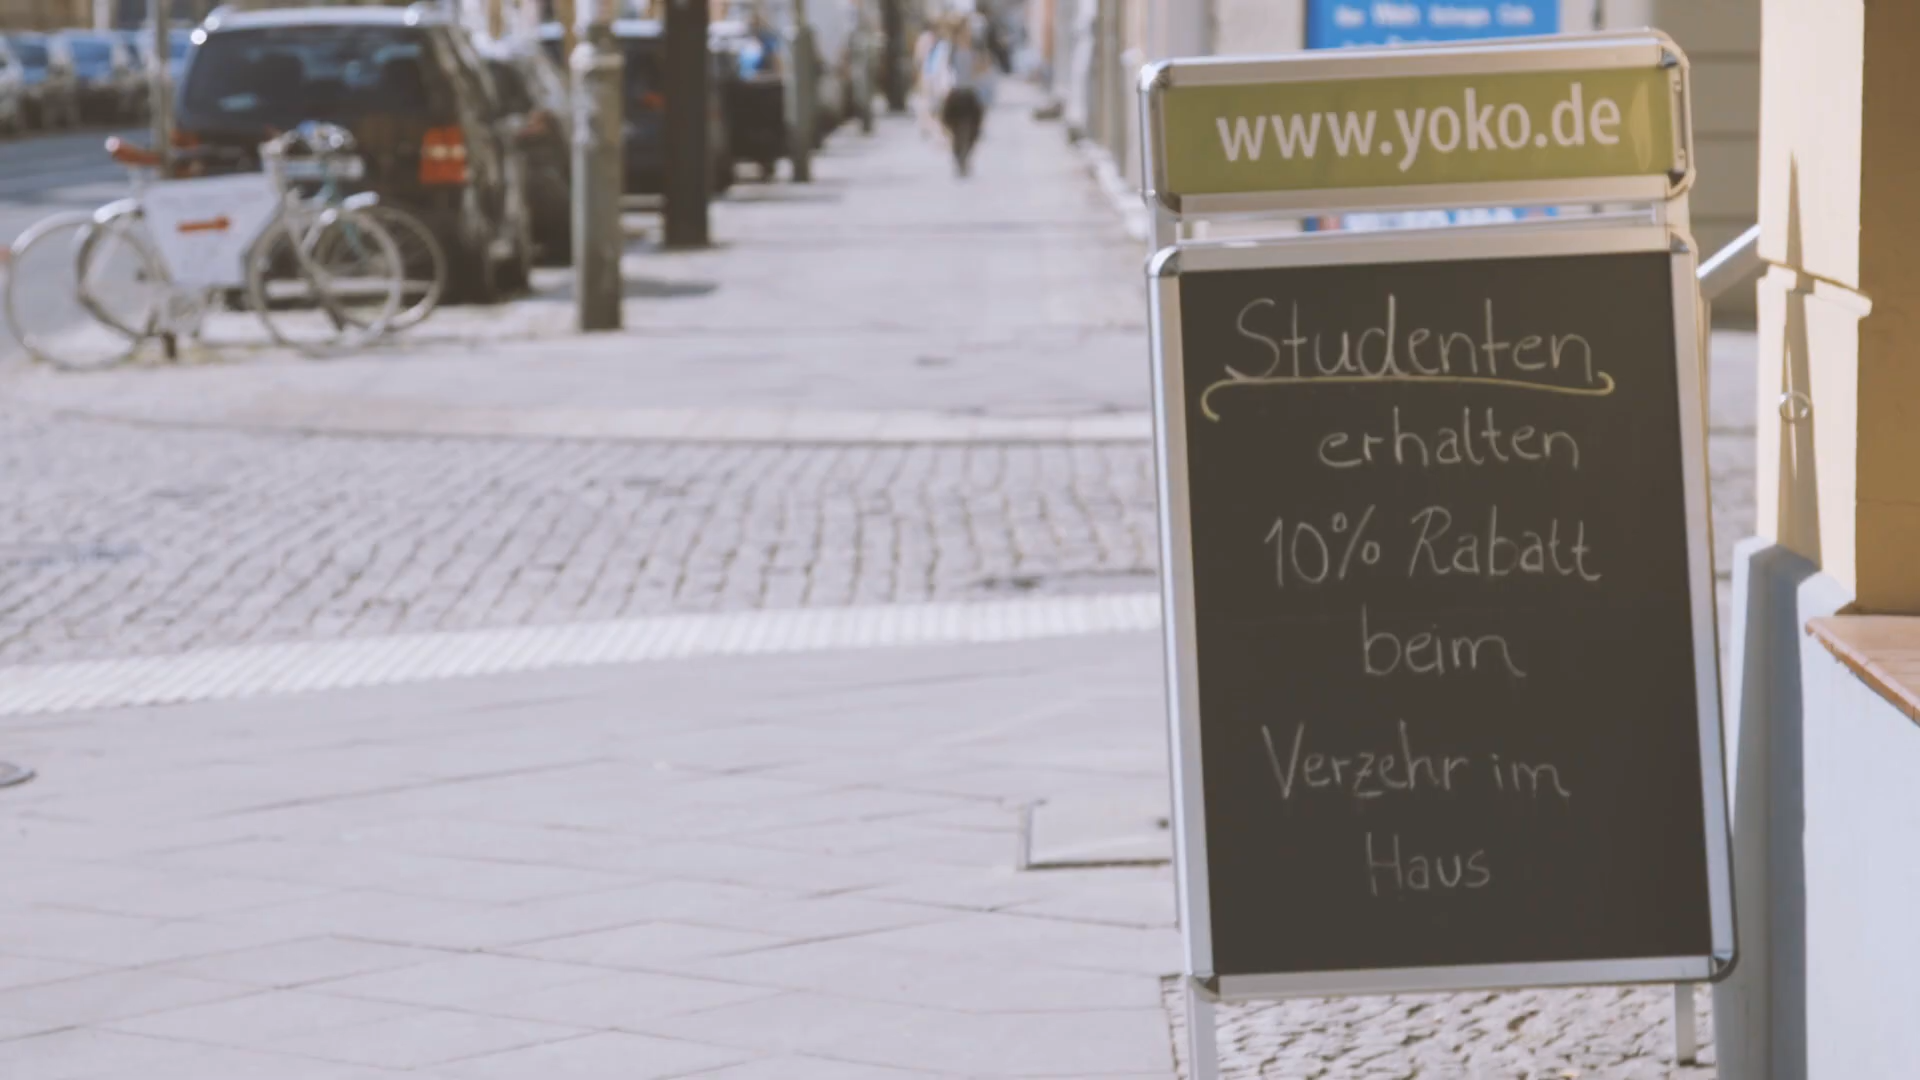 www.yoko.de
Studenten
erhalten
10% Rabatt
beim
Verzehr im
Haus